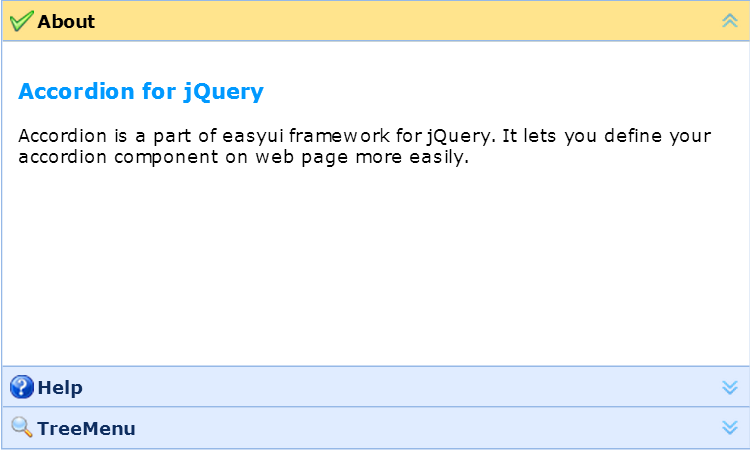 About
Accordion for jQuery
Accordion is a part of easyui framework for jQuery. It lets you define your
accordion component on web page more easily.
Help
TreeMenu